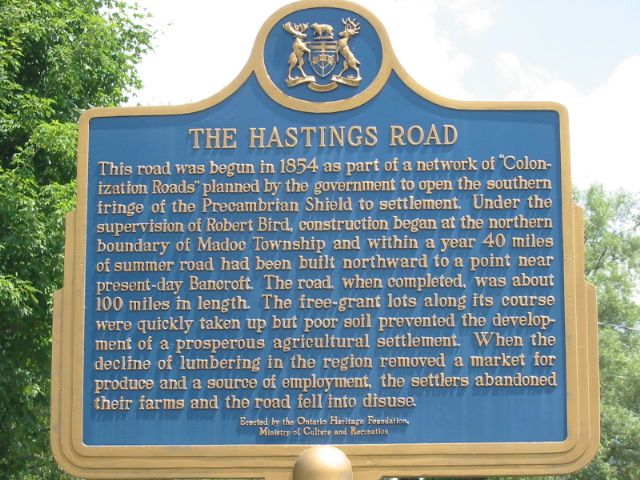 THE HASTINGS ROAD
This road was begun in 1854 as part of a network of "Colon-
ization Roads" planned by the government to open the southern
fringe of the Precambrian Shield to settlement. Under the
supervision of Robert Bird, construction began at the northern
boundary of Madoc Township and within a year 40 miles
of summer road had been built northward to a point near
present-day Bancroft. The road, when completed, was about
100 miles in length. The free-grant lots along its course
were quickly taken up but poor soil prevented the develop-
ment of a prosperous agricultural settlement. When the
decline of lumbering in the region removed a market for
produce and a source of employment, the settlers abandoned
their farms and the road fell into disuse.
Erected by the Ontario Heritage Foundation,
Ministry of Culture and Recreation